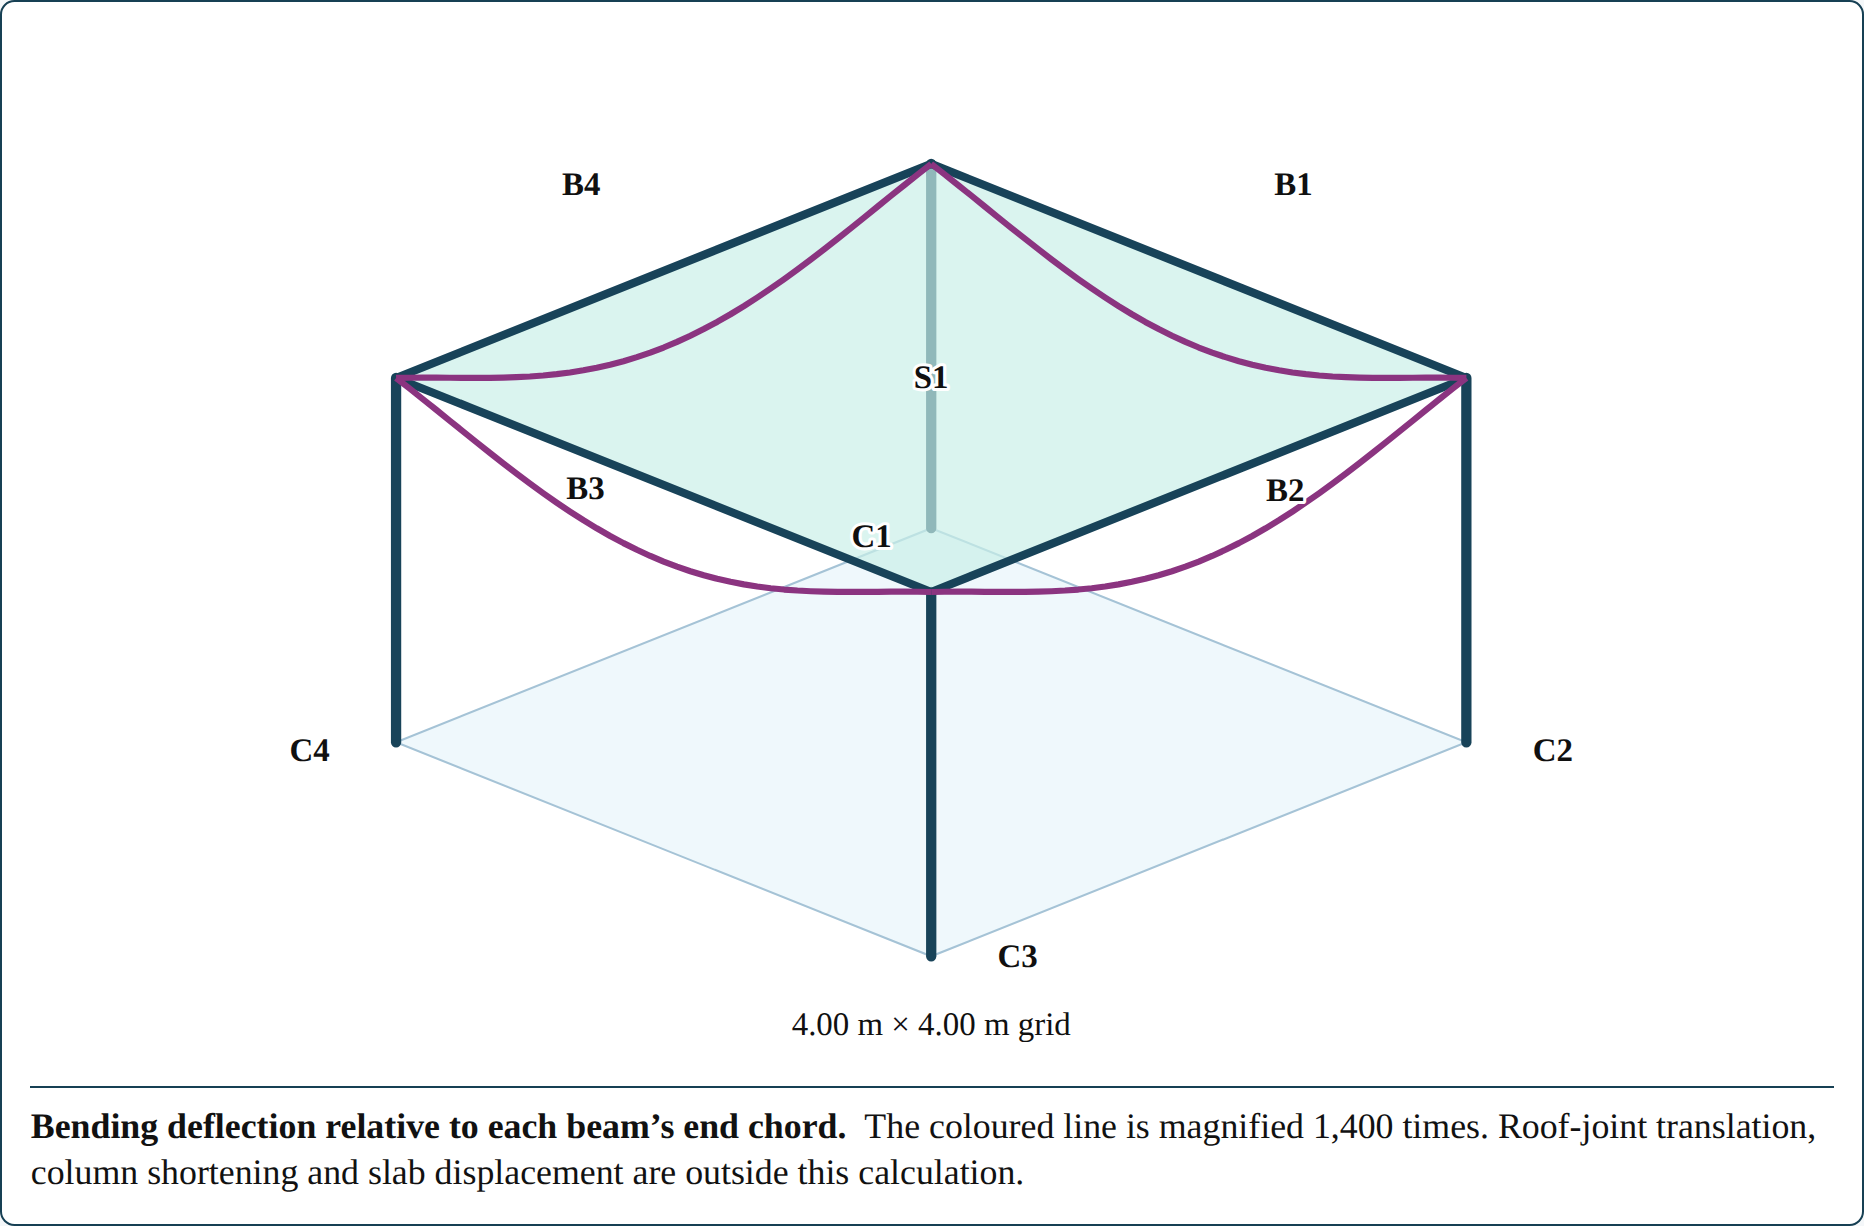 B4
B1
S1
B3
B2
C1
C4
C2
C3
4.00 m × 4.00 m grid
Bending deflection relative to each beam’s end chord. The coloured line is magnified 1,400 times. Roof-joint translation,
column shortening and slab displacement are outside this calculation.